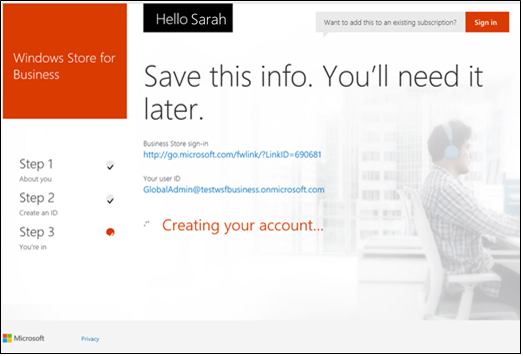 Hello Sarah
Want to add this to an existing subscription?
Sign in
Windows Store for
Business
Save this info. You'll need it
later.
Business Store sign-in
http://go.microsoft.com/fwlink/?LinkID=690681
Your user ID
GlobalAdmin@testwsfbusiness.onmicrosoft.com
Step 1
About you
Step 2
Create an ID
Step 3
You're in
Creating your account...
Microsoft
Privacy